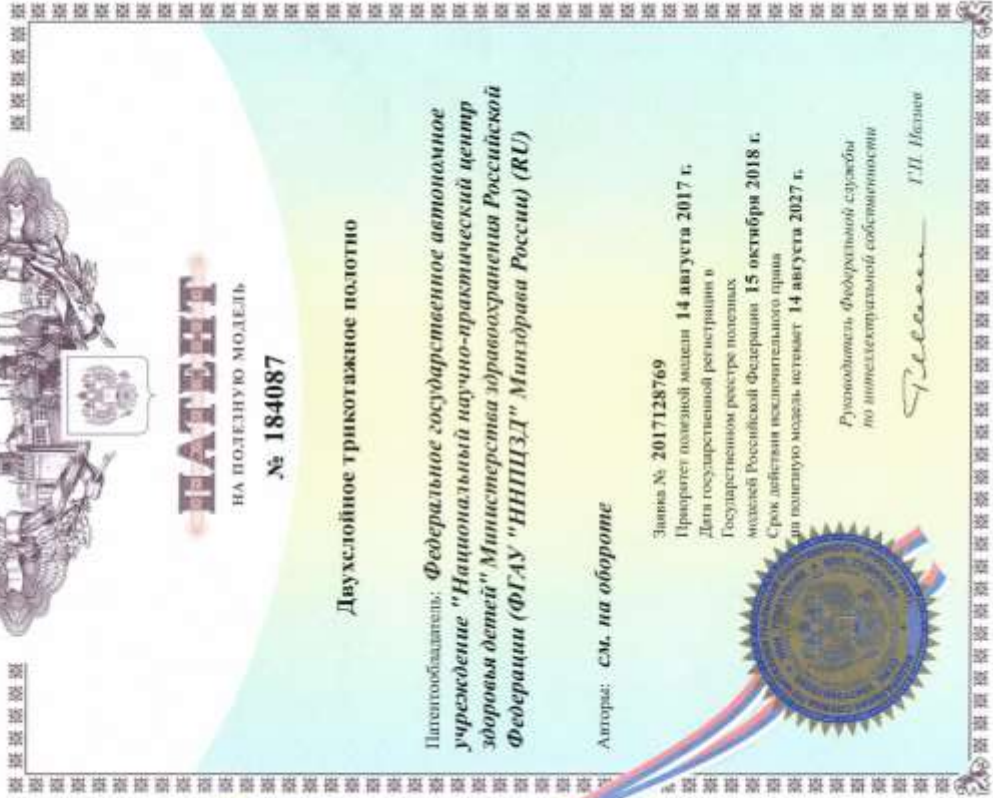 ПАТЕНТ
НА ПОЛЕЗНУЮ МОДЕЛЬ
№ 184087
Двухслойное трикотажное полотно
Патентообладатель: Федеральное государственное автономное
учреждение "Национальный научно-практический центр
здоровья детей" Министерства здравоохранения Российской
Федерации (ФГАУ "ННПЦЗД" Минздрава России) (RU)
Авторы: см. на обороте
Заявка № 2017128769
Приоритет полезной модели 14 августа 2017 г.
Дата государственной регистрации в
Государственном реестре полезных
моделей Российской Федерации 15 октября 2018 г.
Срок действия исключительного права
на полезную модель истекает 14 августа 2027 г.
Руководитель Федеральной службы
по интеллектуальной собственности
Г.П. Ивлиев